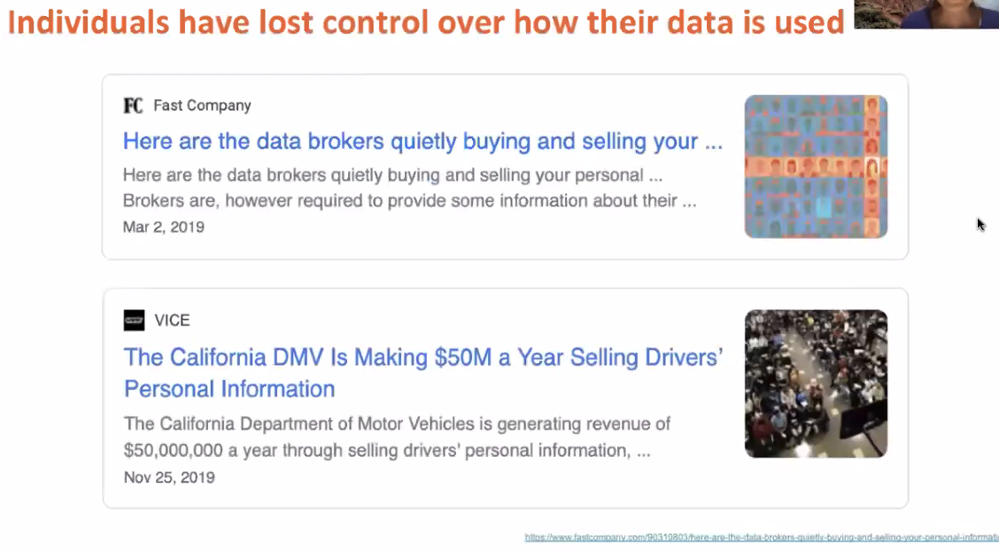 Individuals have lost control over how their data is used
FC Fast Company
Here are the data brokers quietly buying and selling your ...
Here are the data brokers quietly buying and selling your personal ...
Brokers are, however required to provide some information about their ...
Mar 2, 2019
VICE
The California DMV Is Making $50M a Year Selling Drivers'
Personal Information
The California Department of Motor Vehicles is generating revenue of
$50,000,000 a year through selling drivers' personal information, ...
Nov 25, 2019
https://www.fastcompany.com/90310803/here-are-the-data-brokers-quietly-buying-and-selling-your-personal-informati